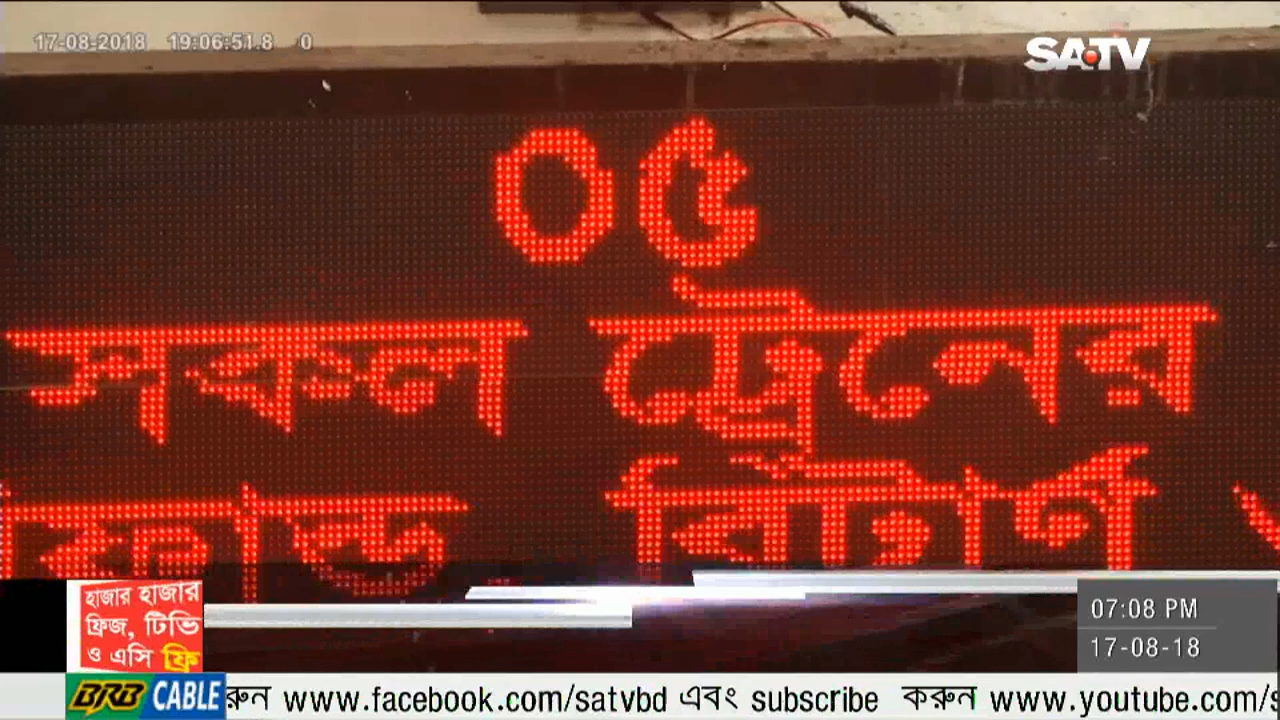 17-08-2018 19:06:51.8 0
SATV
০৫
সকল ট্রেনের
রিটার্ণ
হাজার হাজার
ফ্রিজ, টিভি
ও এসি ফ্রি
07:08 PM
17-08-18
BRB CABLE
রুন www.facebook.com/satvbd এবং subscribe করুন www.youtube.com/s